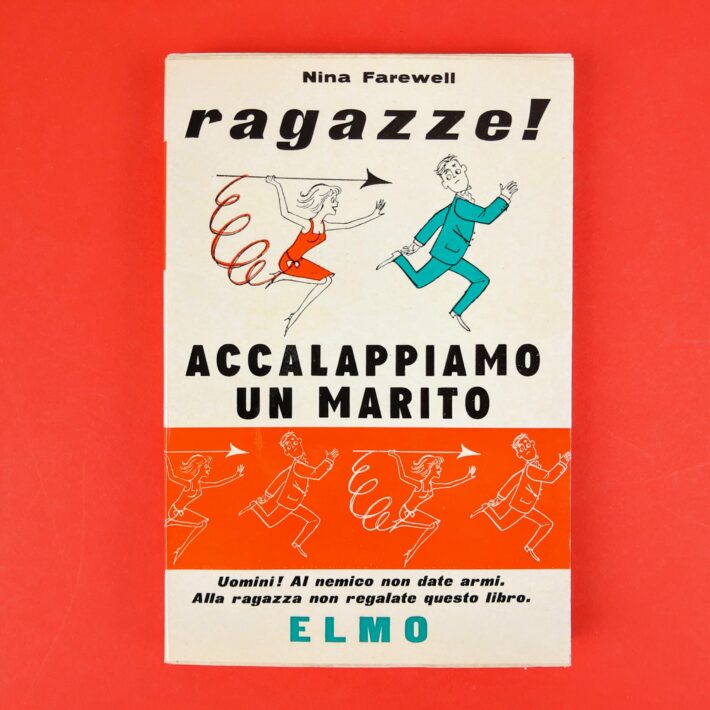 Nina Farewell
ragazze!
ACCALAPPIAMO
UN MARITO
Uomini! Al nemico non date armi.
Alla ragazza non regalate questo libro.
ELMO